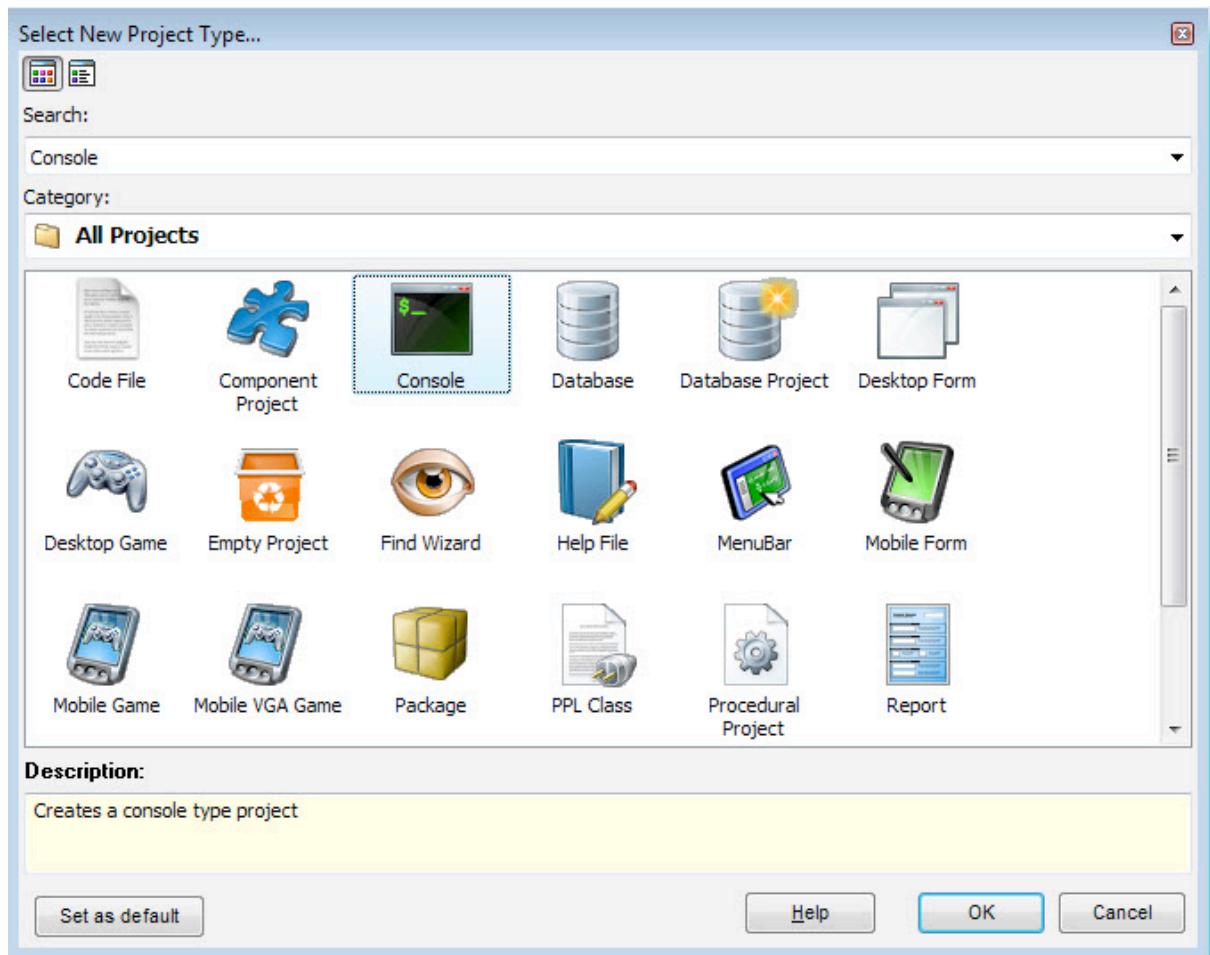 Select New Project Type...
Search:
Console
Category:
All Projects
Code File
Component
Project
Console
Database
Database Project
Desktop Form
Desktop Game
Empty Project
Find Wizard
Help File
MenuBar
Mobile Form
Mobile Game
Mobile VGA Game
Package
PPL Class
Procedural
Project
Report
Description:
Creates a console type project
Set as default
Help
OK
Cancel